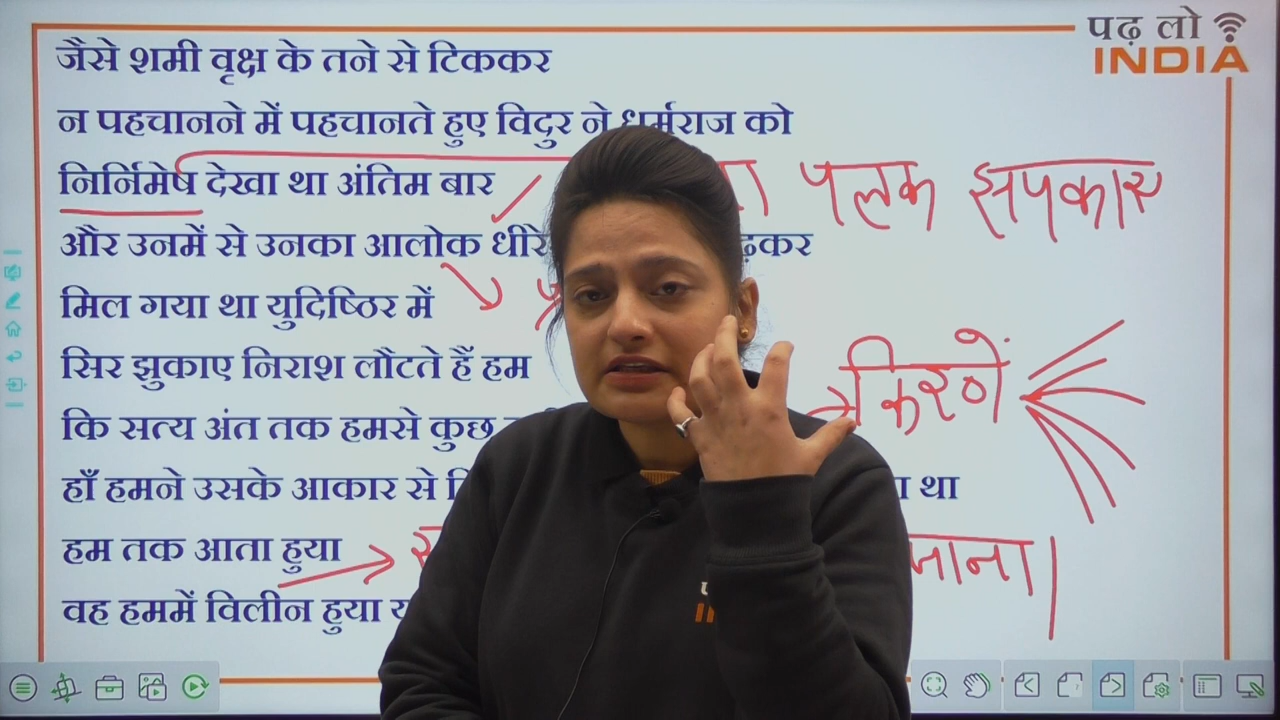 पढ़ लो
INDIA
जैसे शमी वृक्ष के तने से टिककर
न पहचानने में पहचानते हुए विदुर ने धर्मराज को
निर्निमेष देखा था अंतिम बार
पलक झपकाए
और उनमें से उनका आलोक धीरे
मिल गया था युदिष्ठिर में
सिर झुकाए निराश लौटते हैं हम
किरणें
कि सत्य अंत तक हमसे कुछ
हाँ हमने उसके आकार से
था
हम तक आता हुया
जाना।
वह हममें विलीन हुया